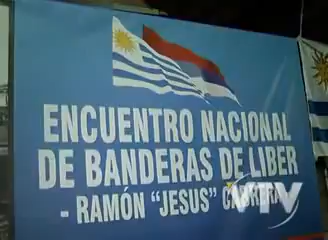 ENCUENTRO NACIONAL
DE BANDERAS DE LIBER
- RAMÓN "JESUS" CABRERA
VTV